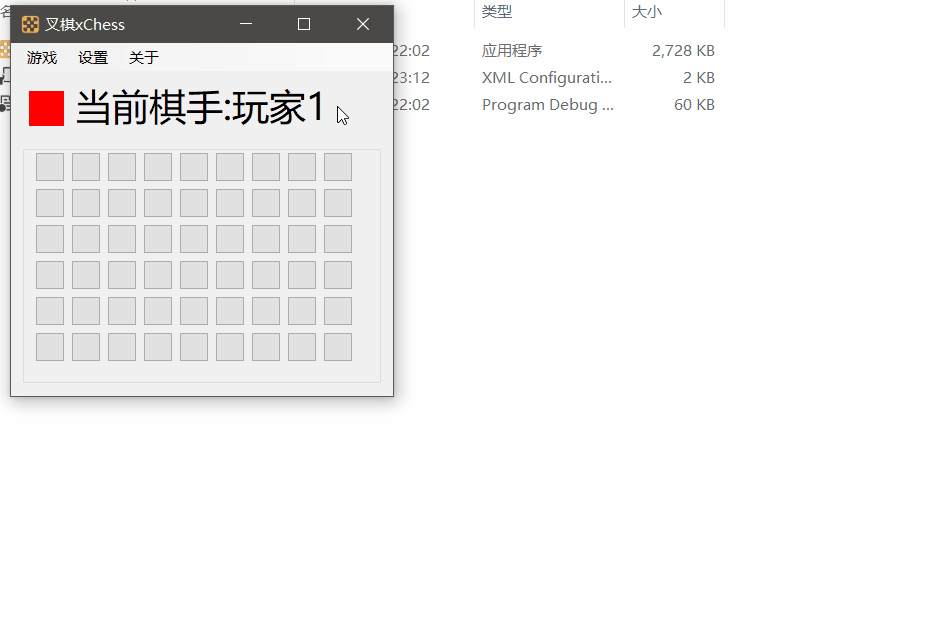 叉棋xChess
游戏 设置 关于
当前棋手:玩家1
类型 大小
22:02 应用程序 2,728 KB
23:12 XML Configurati... 2 KB
22:02 Program Debug ... 60 KB